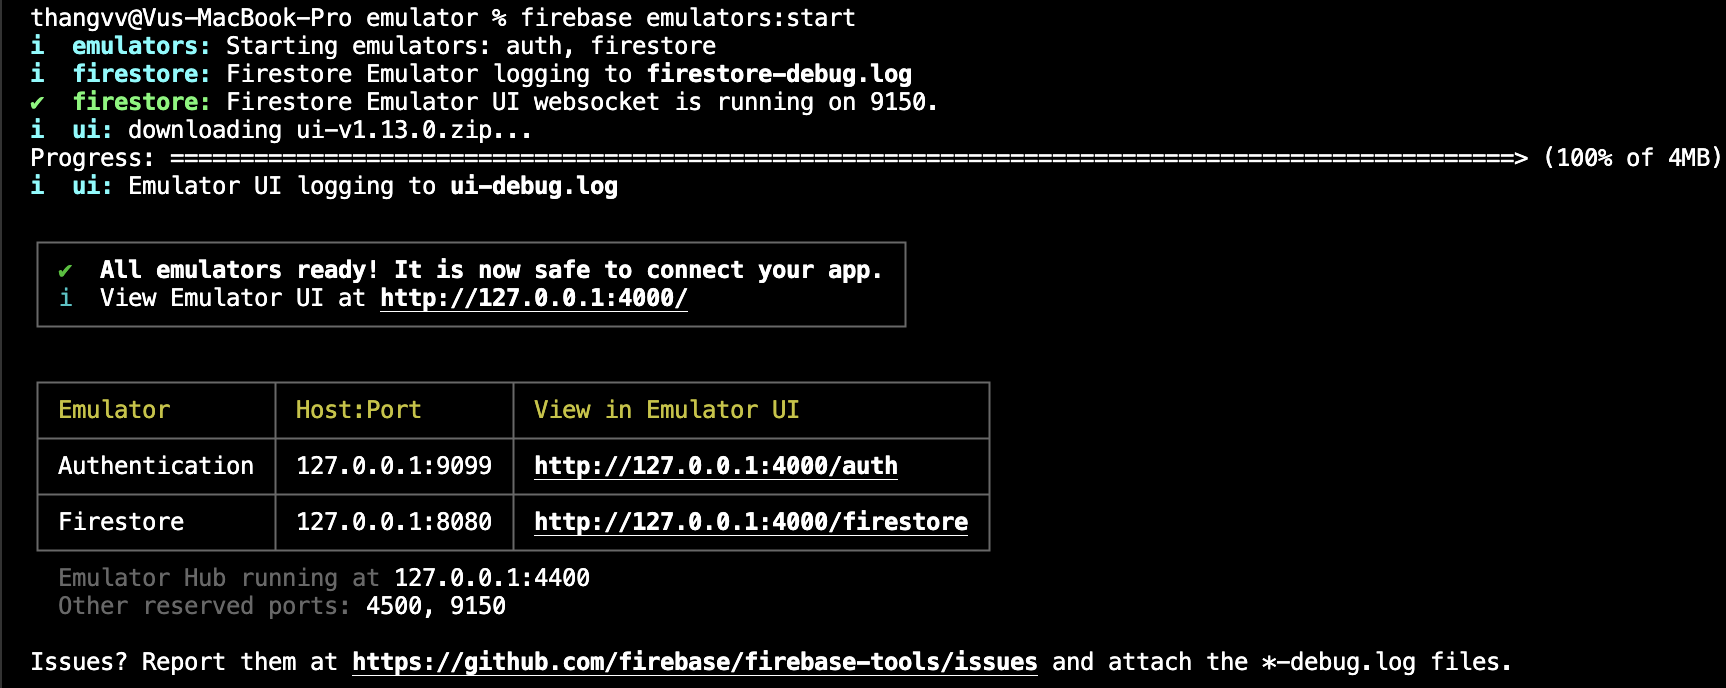 thangvv@Vus-MacBook-Pro emulator % firebase emulators:start
i  emulators: Starting emulators: auth, firestore
i  firestore: Firestore Emulator logging to firestore-debug.log
✔  firestore: Firestore Emulator UI websocket is running on 9150.
i  ui: downloading ui-v1.13.0.zip...
Progress: ================================================================================================> (100% of 4MB)
i  ui: Emulator UI logging to ui-debug.log
✔  All emulators ready! It is now safe to connect your app.
i  View Emulator UI at http://127.0.0.1:4000/
Emulator Host:Port View in Emulator UI
Authentication 127.0.0.1:9099 http://127.0.0.1:4000/auth
Firestore 127.0.0.1:8080 http://127.0.0.1:4000/firestore
Emulator Hub running at 127.0.0.1:4400
Other reserved ports: 4500, 9150
Issues? Report them at https://github.com/firebase/firebase-tools/issues and attach the *-debug.log files.